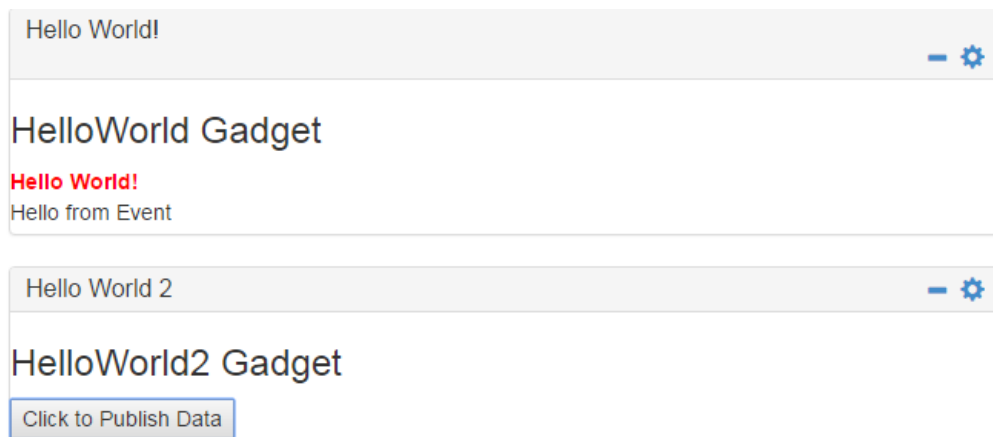 Hello World!
HelloWorld Gadget
Hello World!
Hello from Event
Hello World 2
HelloWorld2 Gadget
Click to Publish Data